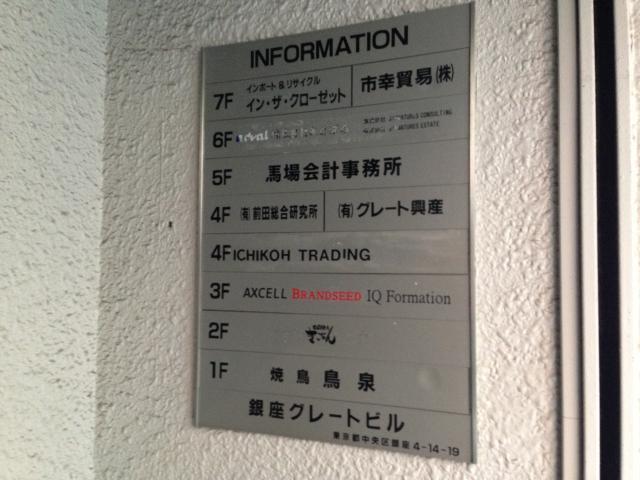 INFORMATION
7F インポート&リサイクル
イン・ザ・クローゼット 市幸貿易(株)
6F CONSULTING
ESTATE
5F 馬場会計事務所
4F (有)前田総合研究所 (有)グレート興産
4F ICHIKOH TRADING
3F AXCELL BRANDSEED IQ Formation
2F
1F 焼鳥 鳥泉
銀座グレートビル
東京都中央区銀座4-14-19